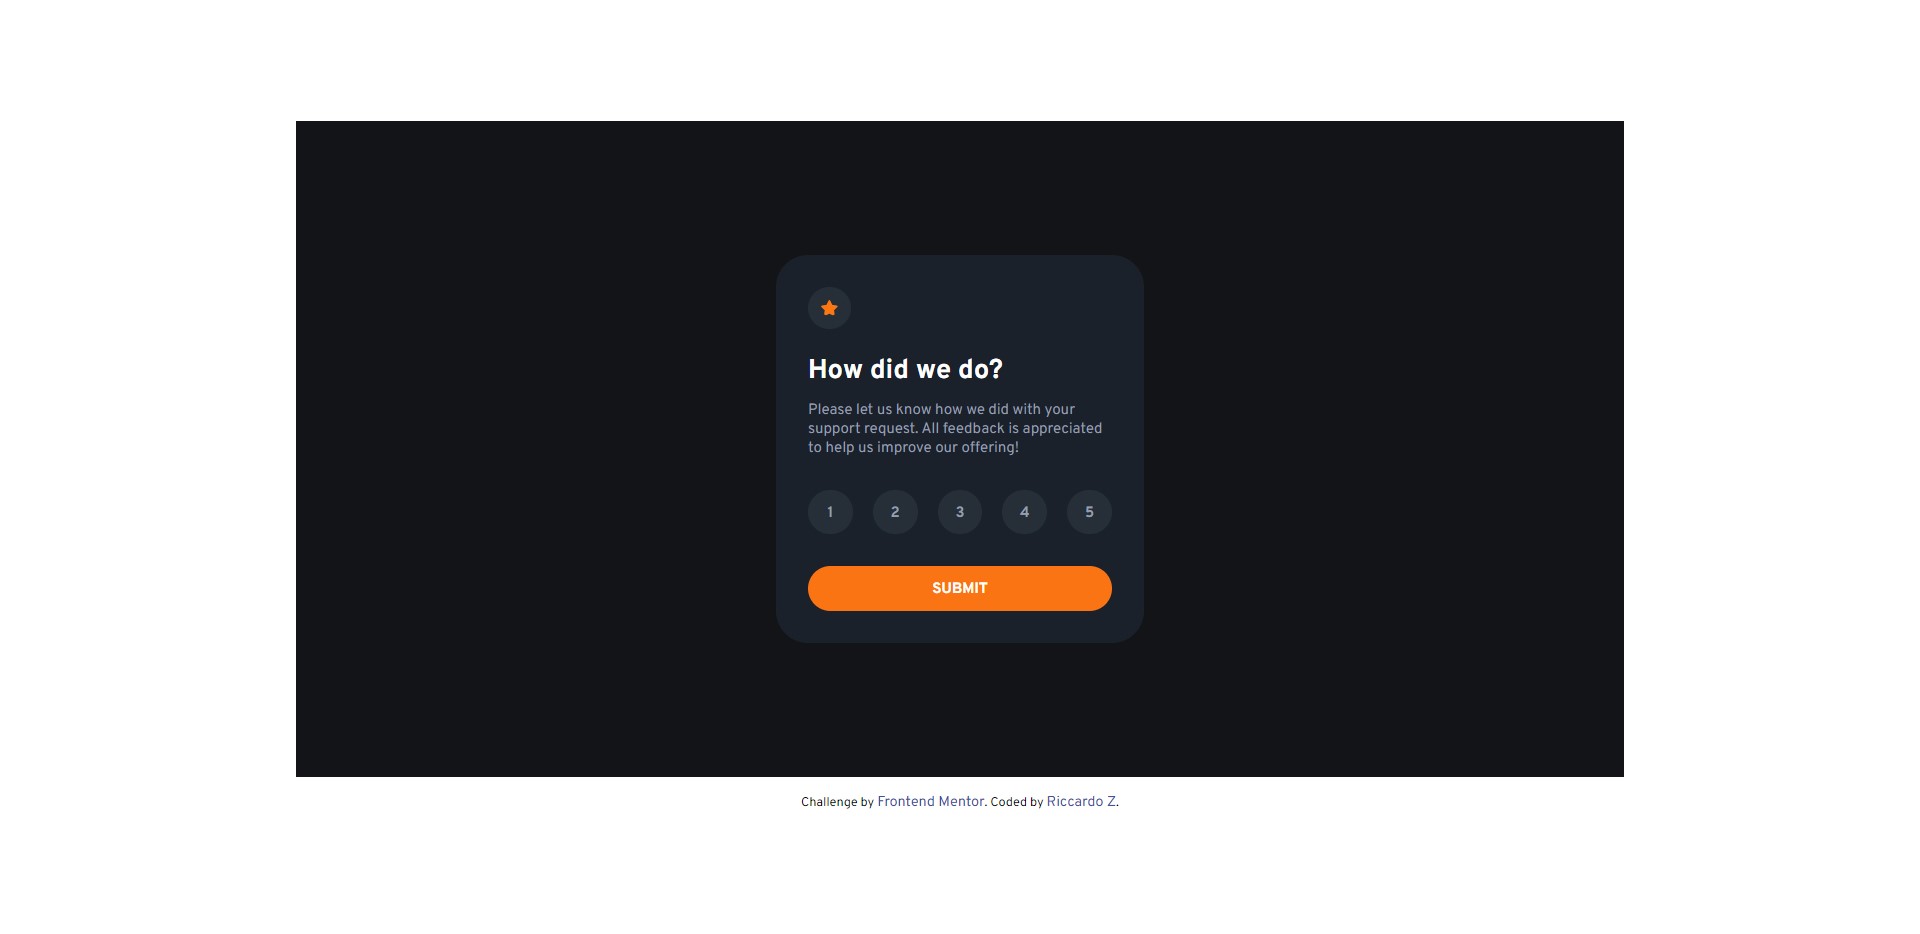 How did we do?
Please let us know how we did with your
support request. All feedback is appreciated
to help us improve our offering!
1 2 3 4 5
SUBMIT
Challenge by Frontend Mentor. Coded by Riccardo Z.